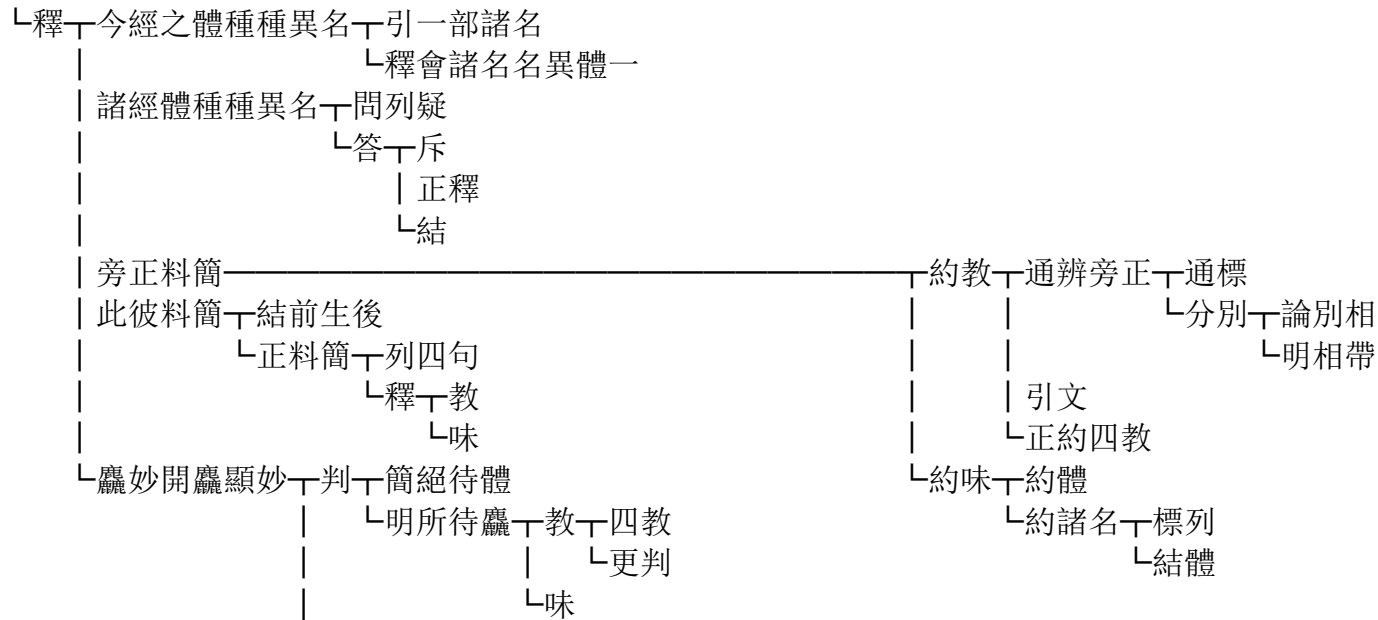 └釋┬今經之體種種異名┬引一部諸名
│ └釋會諸名名異體一
│諸經體種種異名┬問列疑
│ └答┬斥
│ │正釋
│ └結
│旁正料簡──────────────────────┬約教┬通辨旁正┬通標
│此彼料簡┬結前生後 │ │ └分別┬論別相
│ └正料簡┬列四句 │ │ └明相帶
│ └釋┬教 │ │引文
│ └味 │ └正約四教
└麤妙開麤顯妙┬判┬簡絕待體 └約味┬約體
│ └明所待麤┬教┬四教 └約諸名┬標列
│ │ └更判 └結體
│ └味